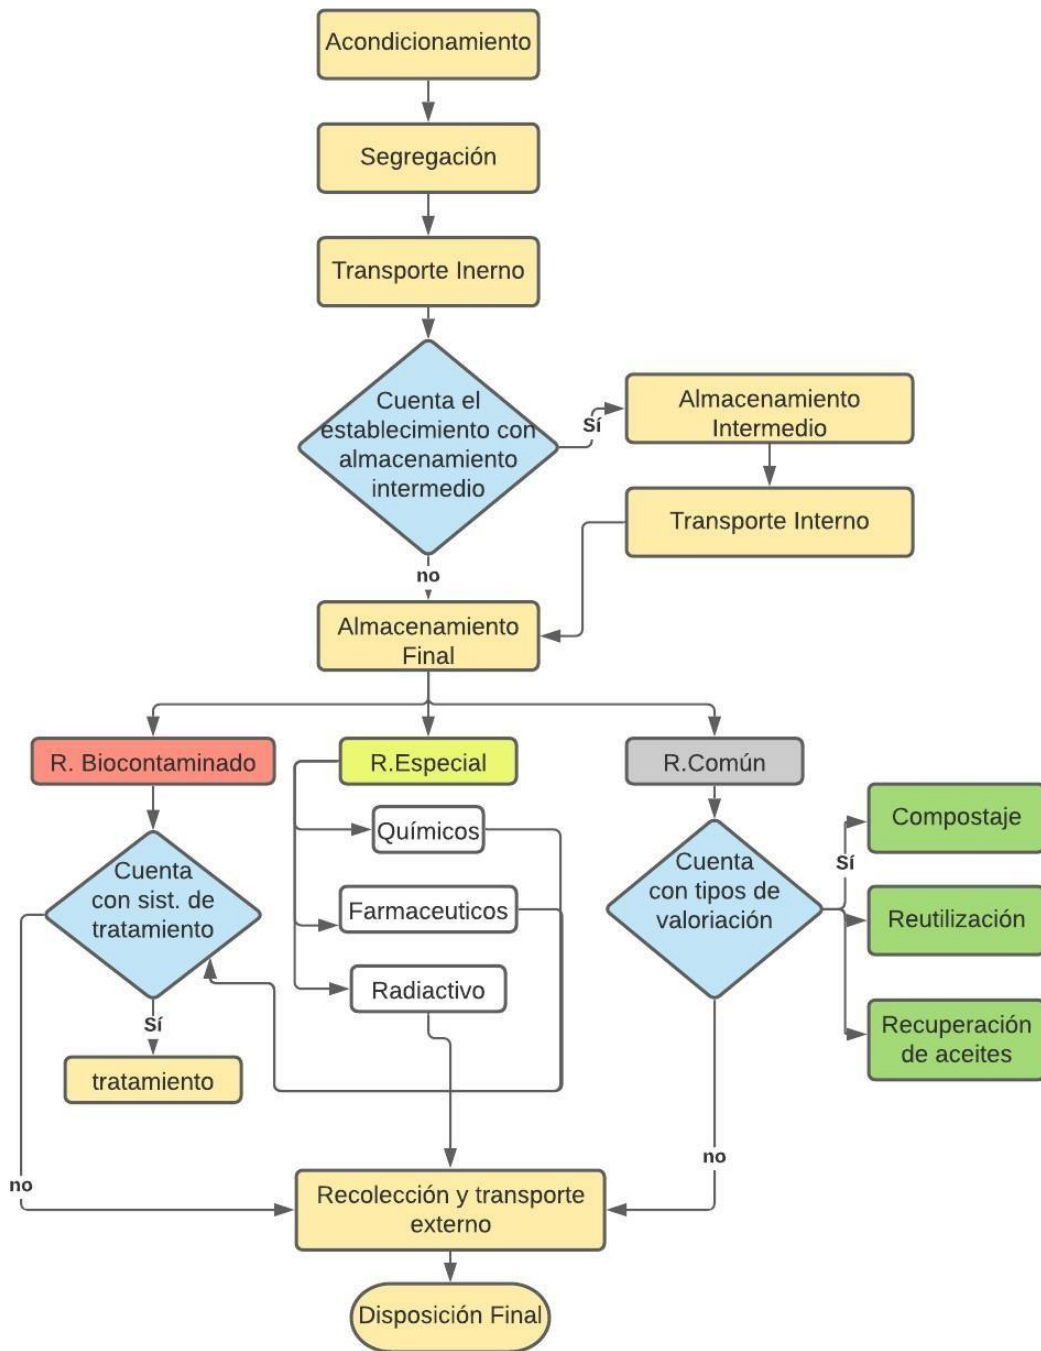 Acondicionamiento
Segregación
Transporte Inerno
Cuenta el
establecimiento con
almacenamiento
intermedio
Sí
Almacenamiento
Intermedio
Transporte Interno
no
Almacenamiento
Final
R. Biocontaminado
R.Especial
R.Común
Químicos
Farmaceuticos
Radiactivo
Cuenta
con sist. de
tratamiento
Sí
tratamiento
no
Cuenta
con tipos de
valoriación
Sí
Compostaje
Reutilización
Recuperación
de aceites
no
Recolección y transporte
externo
Disposición Final